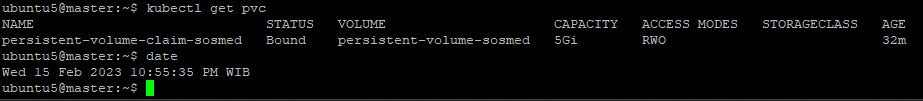 ubuntu5@master:~$ kubectl get pvc
NAME STATUS VOLUME CAPACITY ACCESS MODES STORAGECLASS AGE
persistent-volume-claim-sosmed Bound persistent-volume-sosmed 5Gi RWO 32m
ubuntu5@master:~$ date
Wed 15 Feb 2023 10:55:35 PM WIB
ubuntu5@master:~$